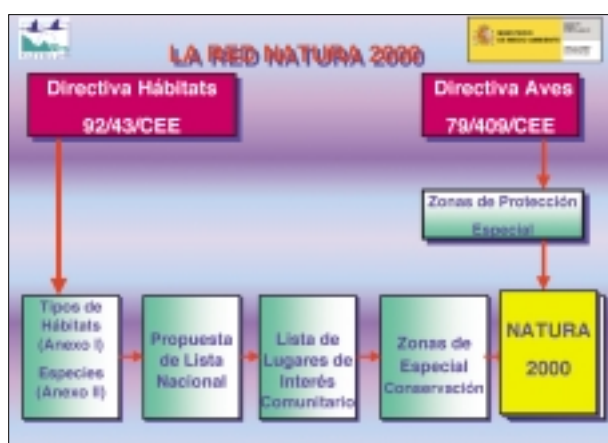 LA RED NATURA 2000
Directiva Hábitats
92/43/CEE
Directiva Aves
79/409/CEE
Zonas de Protección
Especial
Tipos de
Hábitats
(Anexo I)
Especies
(Anexo II)
Propuesta
de Lista
Nacional
Lista de
Lugares de
Interés
Comunitario
Zonas de
Especial
Conservación
NATURA
2000